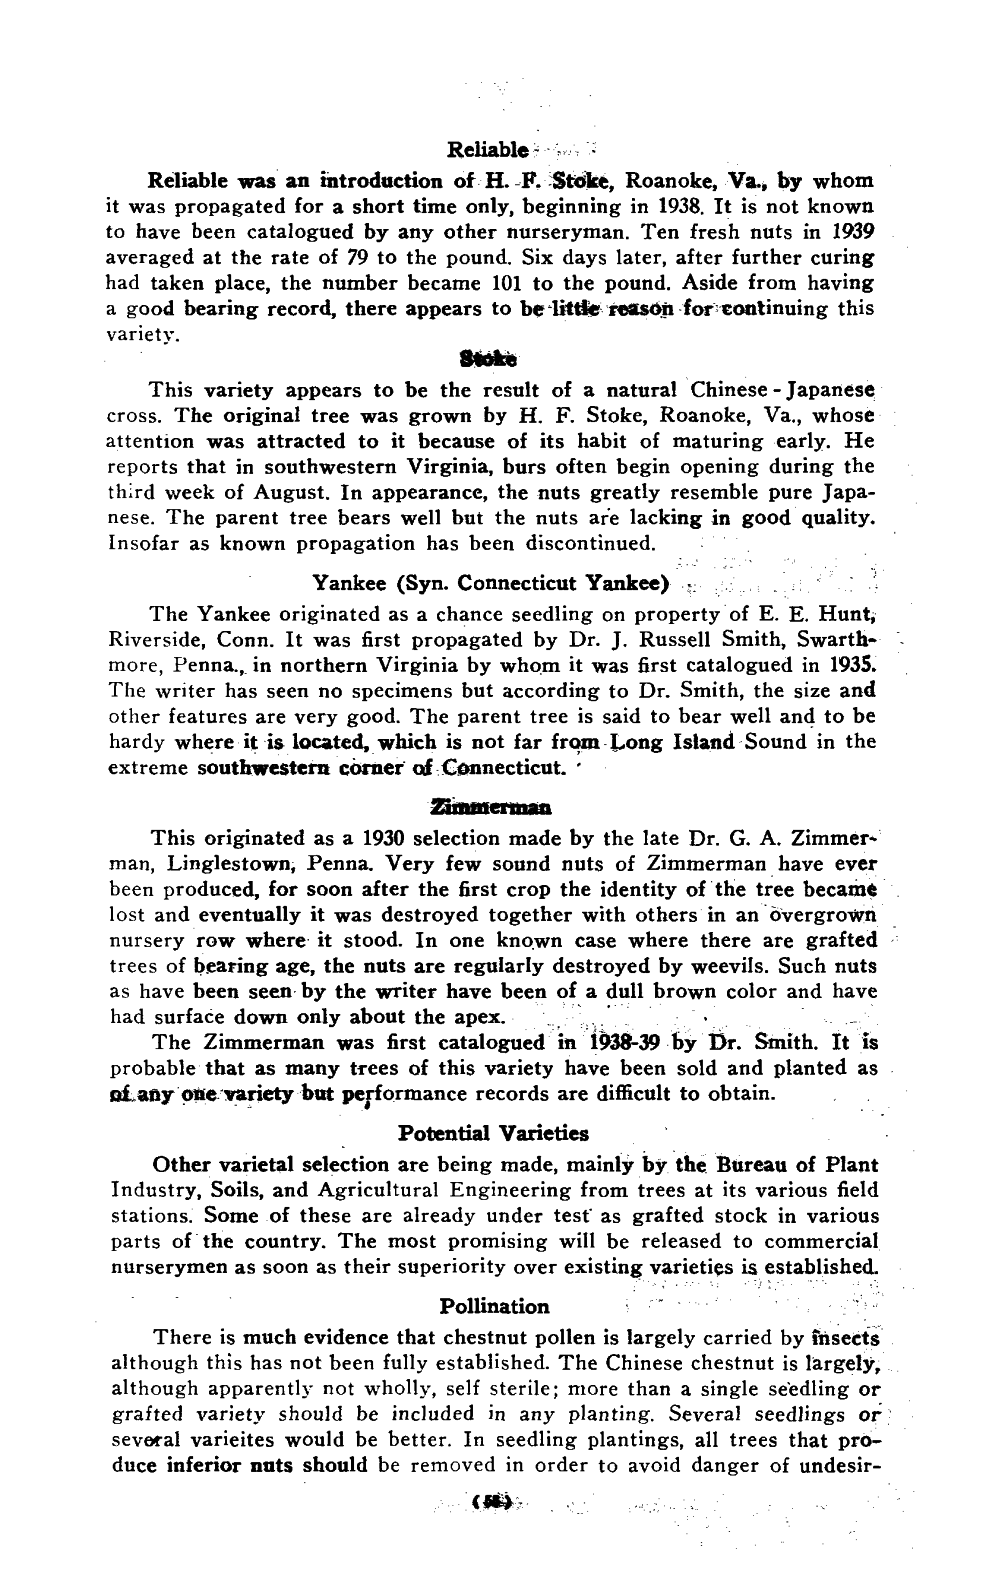 Reliable
Reliable was an introduction of H. F. Stoke, Roanoke, Va., by whom
it was propagated for a short time only, beginning in 1938. It is not known
to have been catalogued by any other nurseryman. Ten fresh nuts in 1939
averaged at the rate of 79 to the pound. Six days later, after further curing
had taken place, the number became 101 to the pound. Aside from having
a good bearing record, there appears to be little reason for continuing this
variety.
Stoke
This variety appears to be the result of a natural Chinese - Japanese
cross. The original tree was grown by H. F. Stoke, Roanoke, Va., whose
attention was attracted to it because of its habit of maturing early. He
reports that in southwestern Virginia, burs often begin opening during the
third week of August. In appearance, the nuts greatly resemble pure Japa-
nese. The parent tree bears well but the nuts are lacking in good quality.
Insofar as known propagation has been discontinued.
Yankee (Syn. Connecticut Yankee)
The Yankee originated as a chance seedling on property of E. E. Hunt,
Riverside, Conn. It was first propagated by Dr. J. Russell Smith, Swarth-
more, Penna., in northern Virginia by whom it was first catalogued in 1935.
The writer has seen no specimens but according to Dr. Smith, the size and
other features are very good. The parent tree is said to bear well and to be
hardy where it is located, which is not far from Long Island Sound in the
extreme southwestern corner of Connecticut.
Zimmerman
This originated as a 1930 selection made by the late Dr. G. A. Zimmer-
man, Linglestown, Penna. Very few sound nuts of Zimmerman have ever
been produced, for soon after the first crop the identity of the tree became
lost and eventually it was destroyed together with others in an overgrown
nursery row where it stood. In one known case where there are grafted
trees of bearing age, the nuts are regularly destroyed by weevils. Such nuts
as have been seen by the writer have been of a dull brown color and have
had surface down only about the apex.
The Zimmerman was first catalogued in 1938-39 by Dr. Smith. It is
probable that as many trees of this variety have been sold and planted as
of any one variety but performance records are difficult to obtain.
Potential Varieties
Other varietal selection are being made, mainly by the Bureau of Plant
Industry, Soils, and Agricultural Engineering from trees at its various field
stations. Some of these are already under test as grafted stock in various
parts of the country. The most promising will be released to commercial
nurserymen as soon as their superiority over existing varieties is established.
Pollination
There is much evidence that chestnut pollen is largely carried by insects
although this has not been fully established. The Chinese chestnut is largely,
although apparently not wholly, self sterile; more than a single seedling or
grafted variety should be included in any planting. Several seedlings or
several varieites would be better. In seedling plantings, all trees that pro-
duce inferior nuts should be removed in order to avoid danger of undesir-